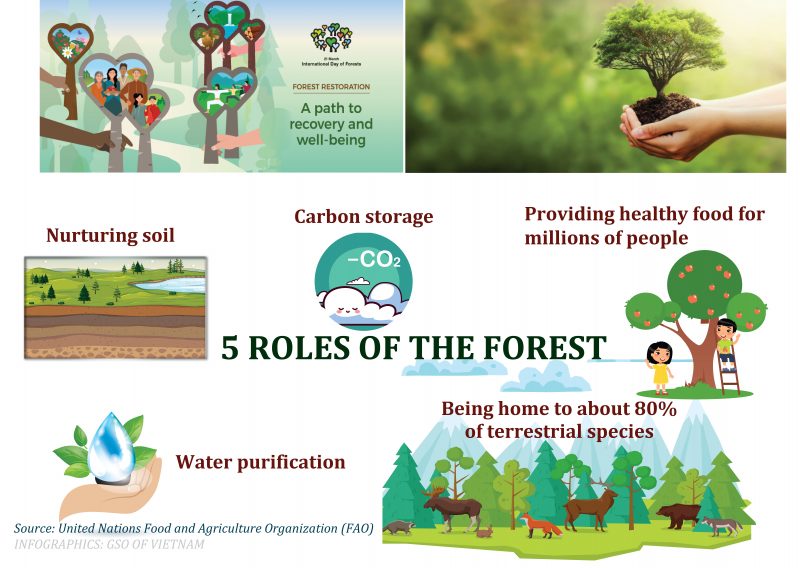 21 March
International Day of Forests
FOREST RESTORATION
A path to
recovery and
well-being
Nurturing soil
Carbon storage
Providing healthy food for
millions of people
–CO₂
5 ROLES OF THE FOREST
Being home to about 80%
of terrestrial species
Water purification
Source: United Nations Food and Agriculture Organization (FAO)
INFOGRAPHICS: GSO OF VIETNAM